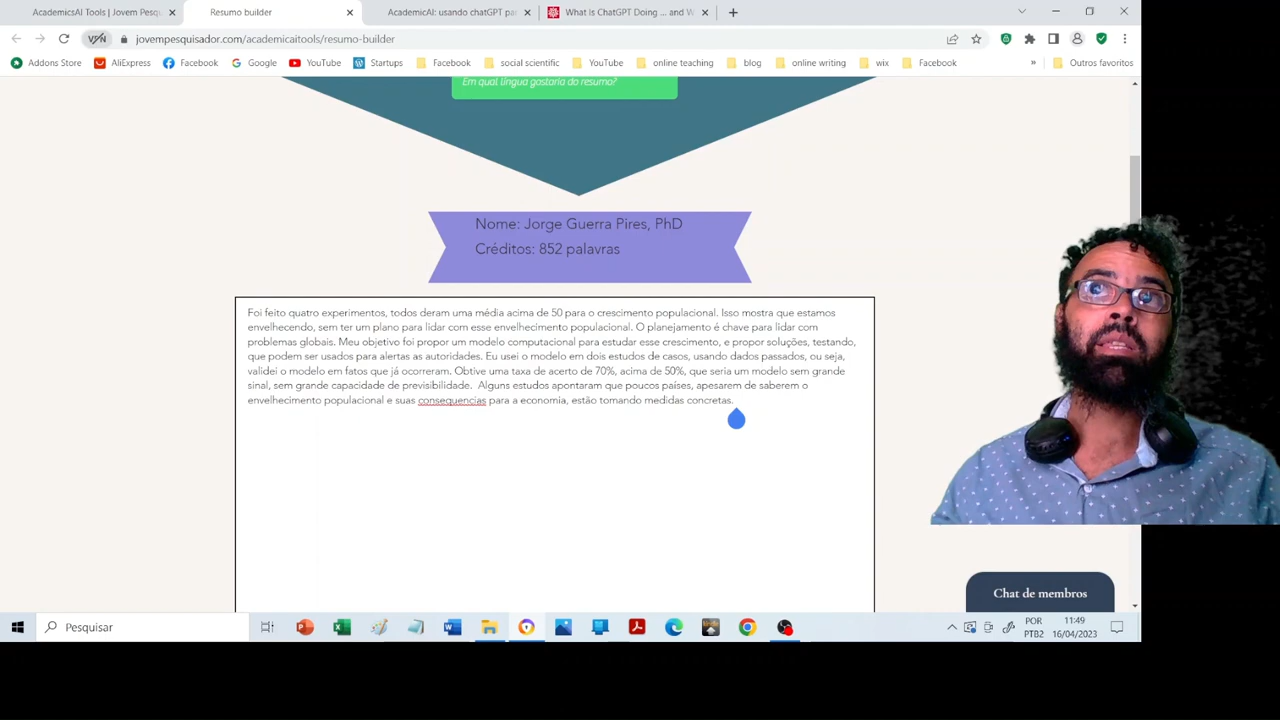 AcademicsAI Tools | Jovem Pesqu
Resumo builder
AcademicAI: usando chatGPT pa
What Is ChatGPT Doing ... and W
VPN
jovempesquisador.com/academicaitools/resumo-builder
Addons Store
AliExpress
Facebook
Google
YouTube
Startups
Facebook
social scientific
YouTube
online teaching
blog
online writing
wix
Facebook
»
Outros favoritos
Em qual língua gostaria do resumo?
Nome: Jorge Guerra Pires, PhD
Créditos: 852 palavras
Foi feito quatro experimentos, todos deram uma média acima de 50 para o crescimento populacional. Isso mostra que estamos
envelhecendo, sem ter um plano para lidar com esse envelhecimento populacional. O planejamento é chave para lidar com
problemas globais. Meu objetivo foi propor um modelo computacional para estudar esse crescimento, e propor soluções, testando,
que podem ser usados para alertas as autoridades. Eu usei o modelo em dois estudos de casos, usando dados passados, ou seja,
validei o modelo em fatos que já ocorreram. Obtive uma taxa de acerto de 70%, acima de 50%, que seria um modelo sem grande
sinal, sem grande capacidade de previsibilidade. Alguns estudos apontaram que poucos países, apesarem de saberem o
envelhecimento populacional e suas consequencias para a economia, estão tomando medidas concretas.
Chat de membros
Pesquisar
POR
PTB2
11:49
16/04/2023